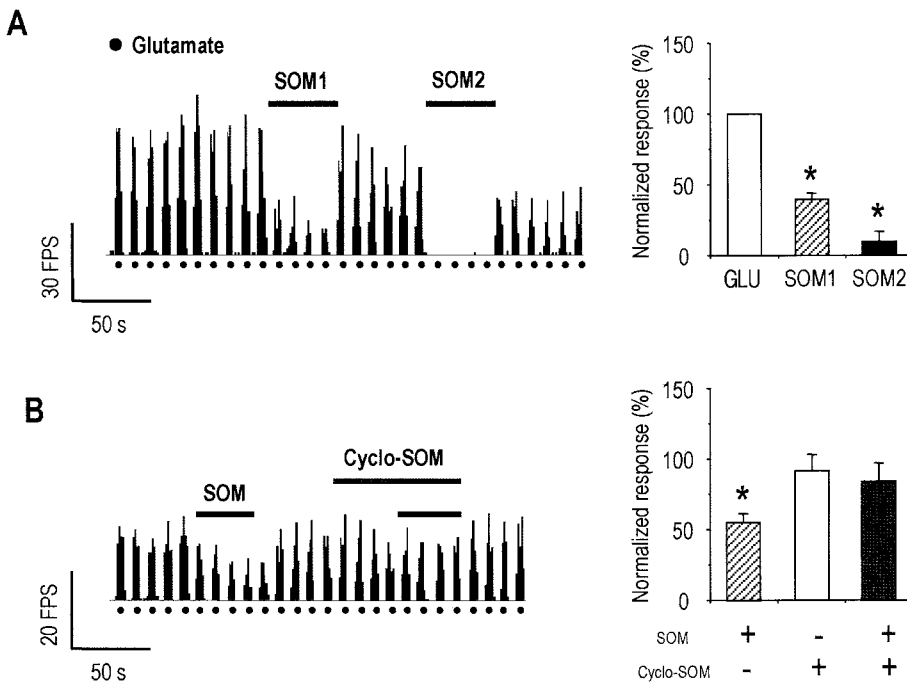 A
● Glutamate
SOM1
SOM2
30 FPS
50 s
Normalized response (%)
150
100
50
0
*
*
GLU
SOM1
SOM2
B
Cyclo-SOM
SOM
20 FPS
50 s
Normalized response (%)
150
100
50
0
*
SOM + - +
Cyclo-SOM - + +